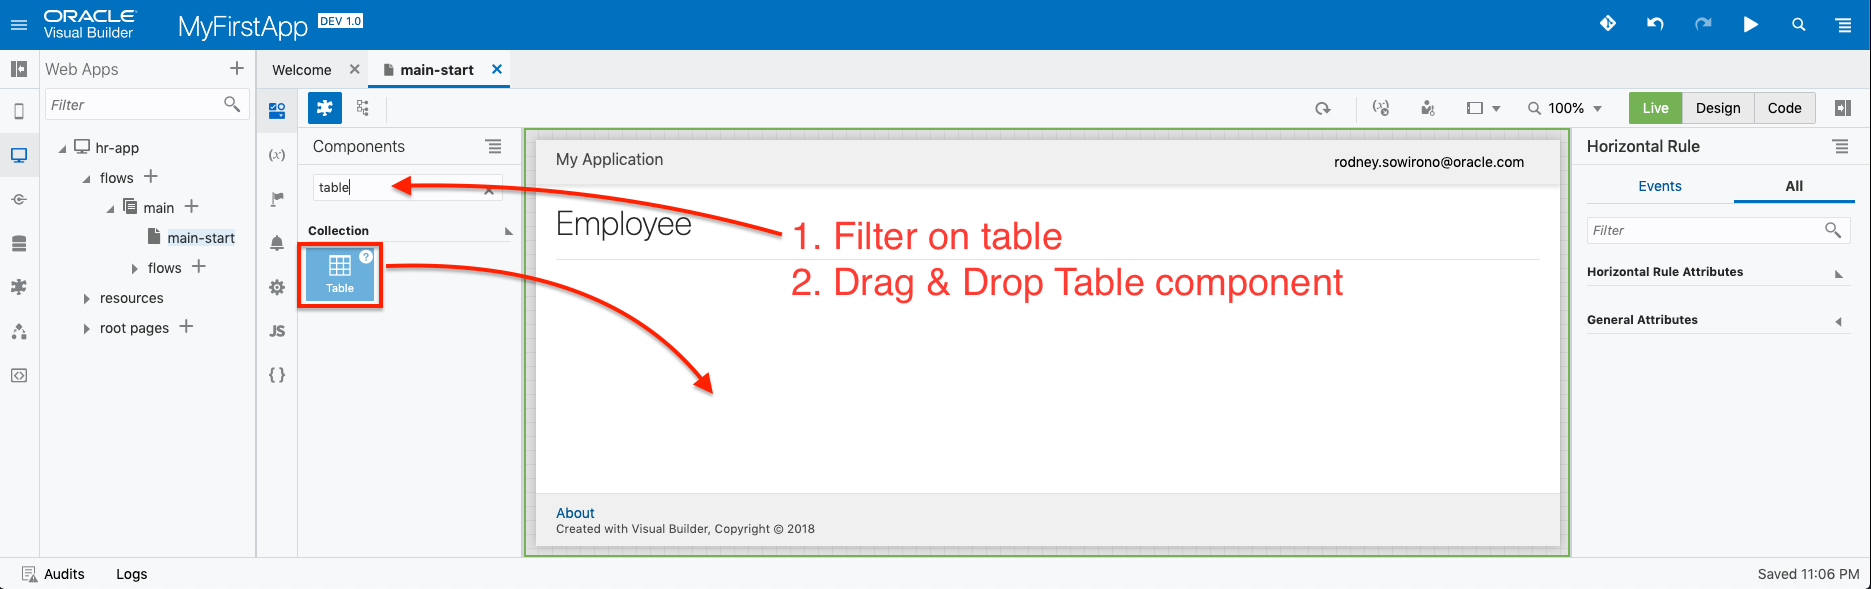 ORACLE
Visual Builder
MyFirstApp DEV 1.0
Web Apps
Welcome
main-start
Filter
100%
Live
Design
Code
hr-app
flows
main
main-start
flows
resources
root pages
(x)
JS
{ }
Components
table
Collection
?
Table
My Application
rodney.sowirono@oracle.com
Employee
1. Filter on table
2. Drag & Drop Table component
About
Created with Visual Builder, Copyright © 2018
Horizontal Rule
Events
All
Filter
Horizontal Rule Attributes
General Attributes
Audits
Logs
Saved 11:06 PM